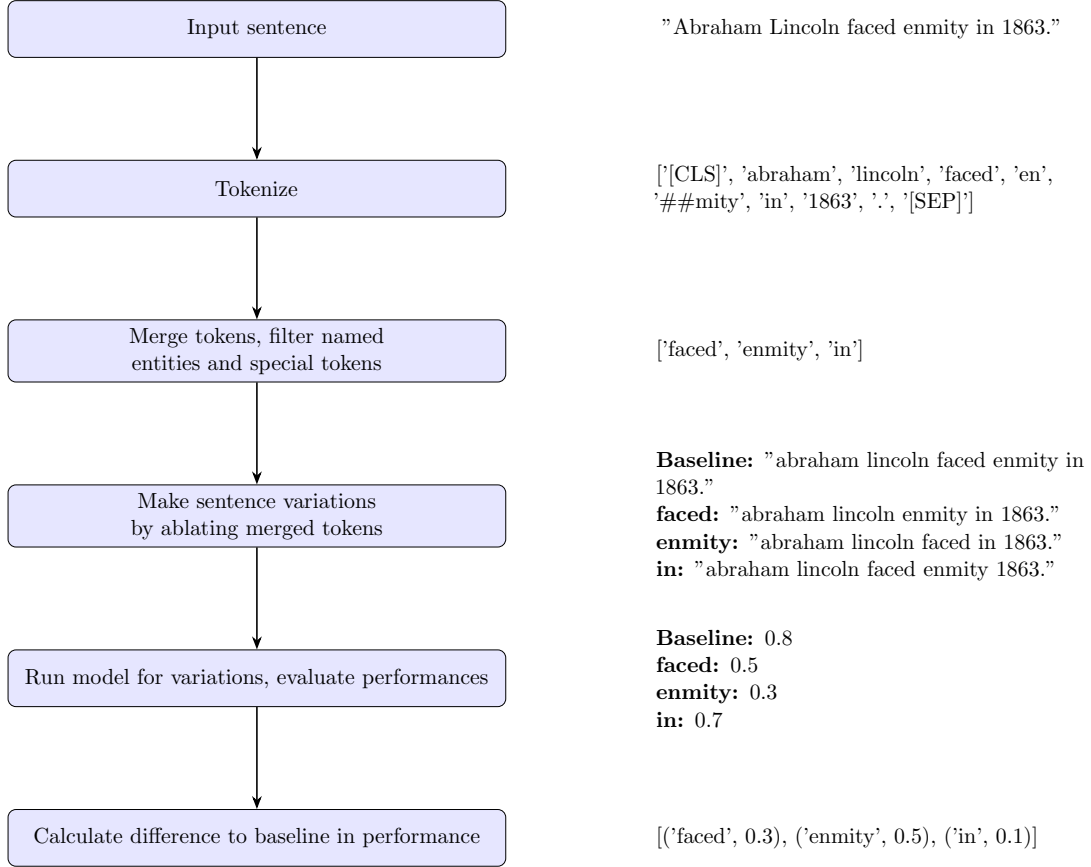 Input sentence
”Abraham Lincoln faced enmity in 1863.”
Tokenize
[’[CLS]’, ’abraham’, ’lincoln’, ’faced’, ’en’,
’##mity’, ’in’, ’1863’, ’.’, ’[SEP]’]
Merge tokens, filter named
entities and special tokens
[’faced’, ’enmity’, ’in’]
Make sentence variations
by ablating merged tokens
Baseline: ”abraham lincoln faced enmity in
1863.”
faced: ”abraham lincoln enmity in 1863.”
enmity: ”abraham lincoln faced in 1863.”
in: ”abraham lincoln faced enmity 1863.”
Run model for variations, evaluate performances
Baseline: 0.8
faced: 0.5
enmity: 0.3
in: 0.7
Calculate difference to baseline in performance
[(’faced’, 0.3), (’enmity’, 0.5), (’in’, 0.1)]